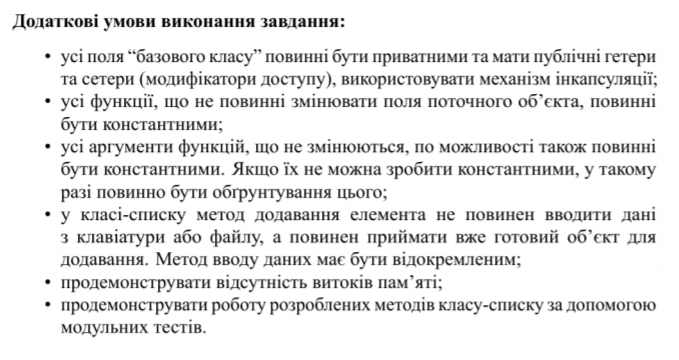 Додаткові умови виконання завдання:
• усі поля “базового класу” повинні бути приватними та мати публічні гетери
та сетери (модифікатори доступу), використовувати механізм інкапсуляції;
• усі функції, що не повинні змінювати поля поточного об’єкта, повинні
бути константними;
• усі аргументи функцій, що не змінюються, по можливості також повинні
бути константними. Якщо їх не можна зробити константними, у такому
разі повинно бути обґрунтування цього;
• у класі-списку метод додавання елемента не повинен вводити дані
з клавіатури або файлу, а повинен приймати вже готовий об’єкт для
додавання. Метод вводу даних має бути відокремленим;
• продемонструвати відсутність витоків пам’яті;
• продемонструвати роботу розроблених методів класу-списку за допомогою
модульних тестів.